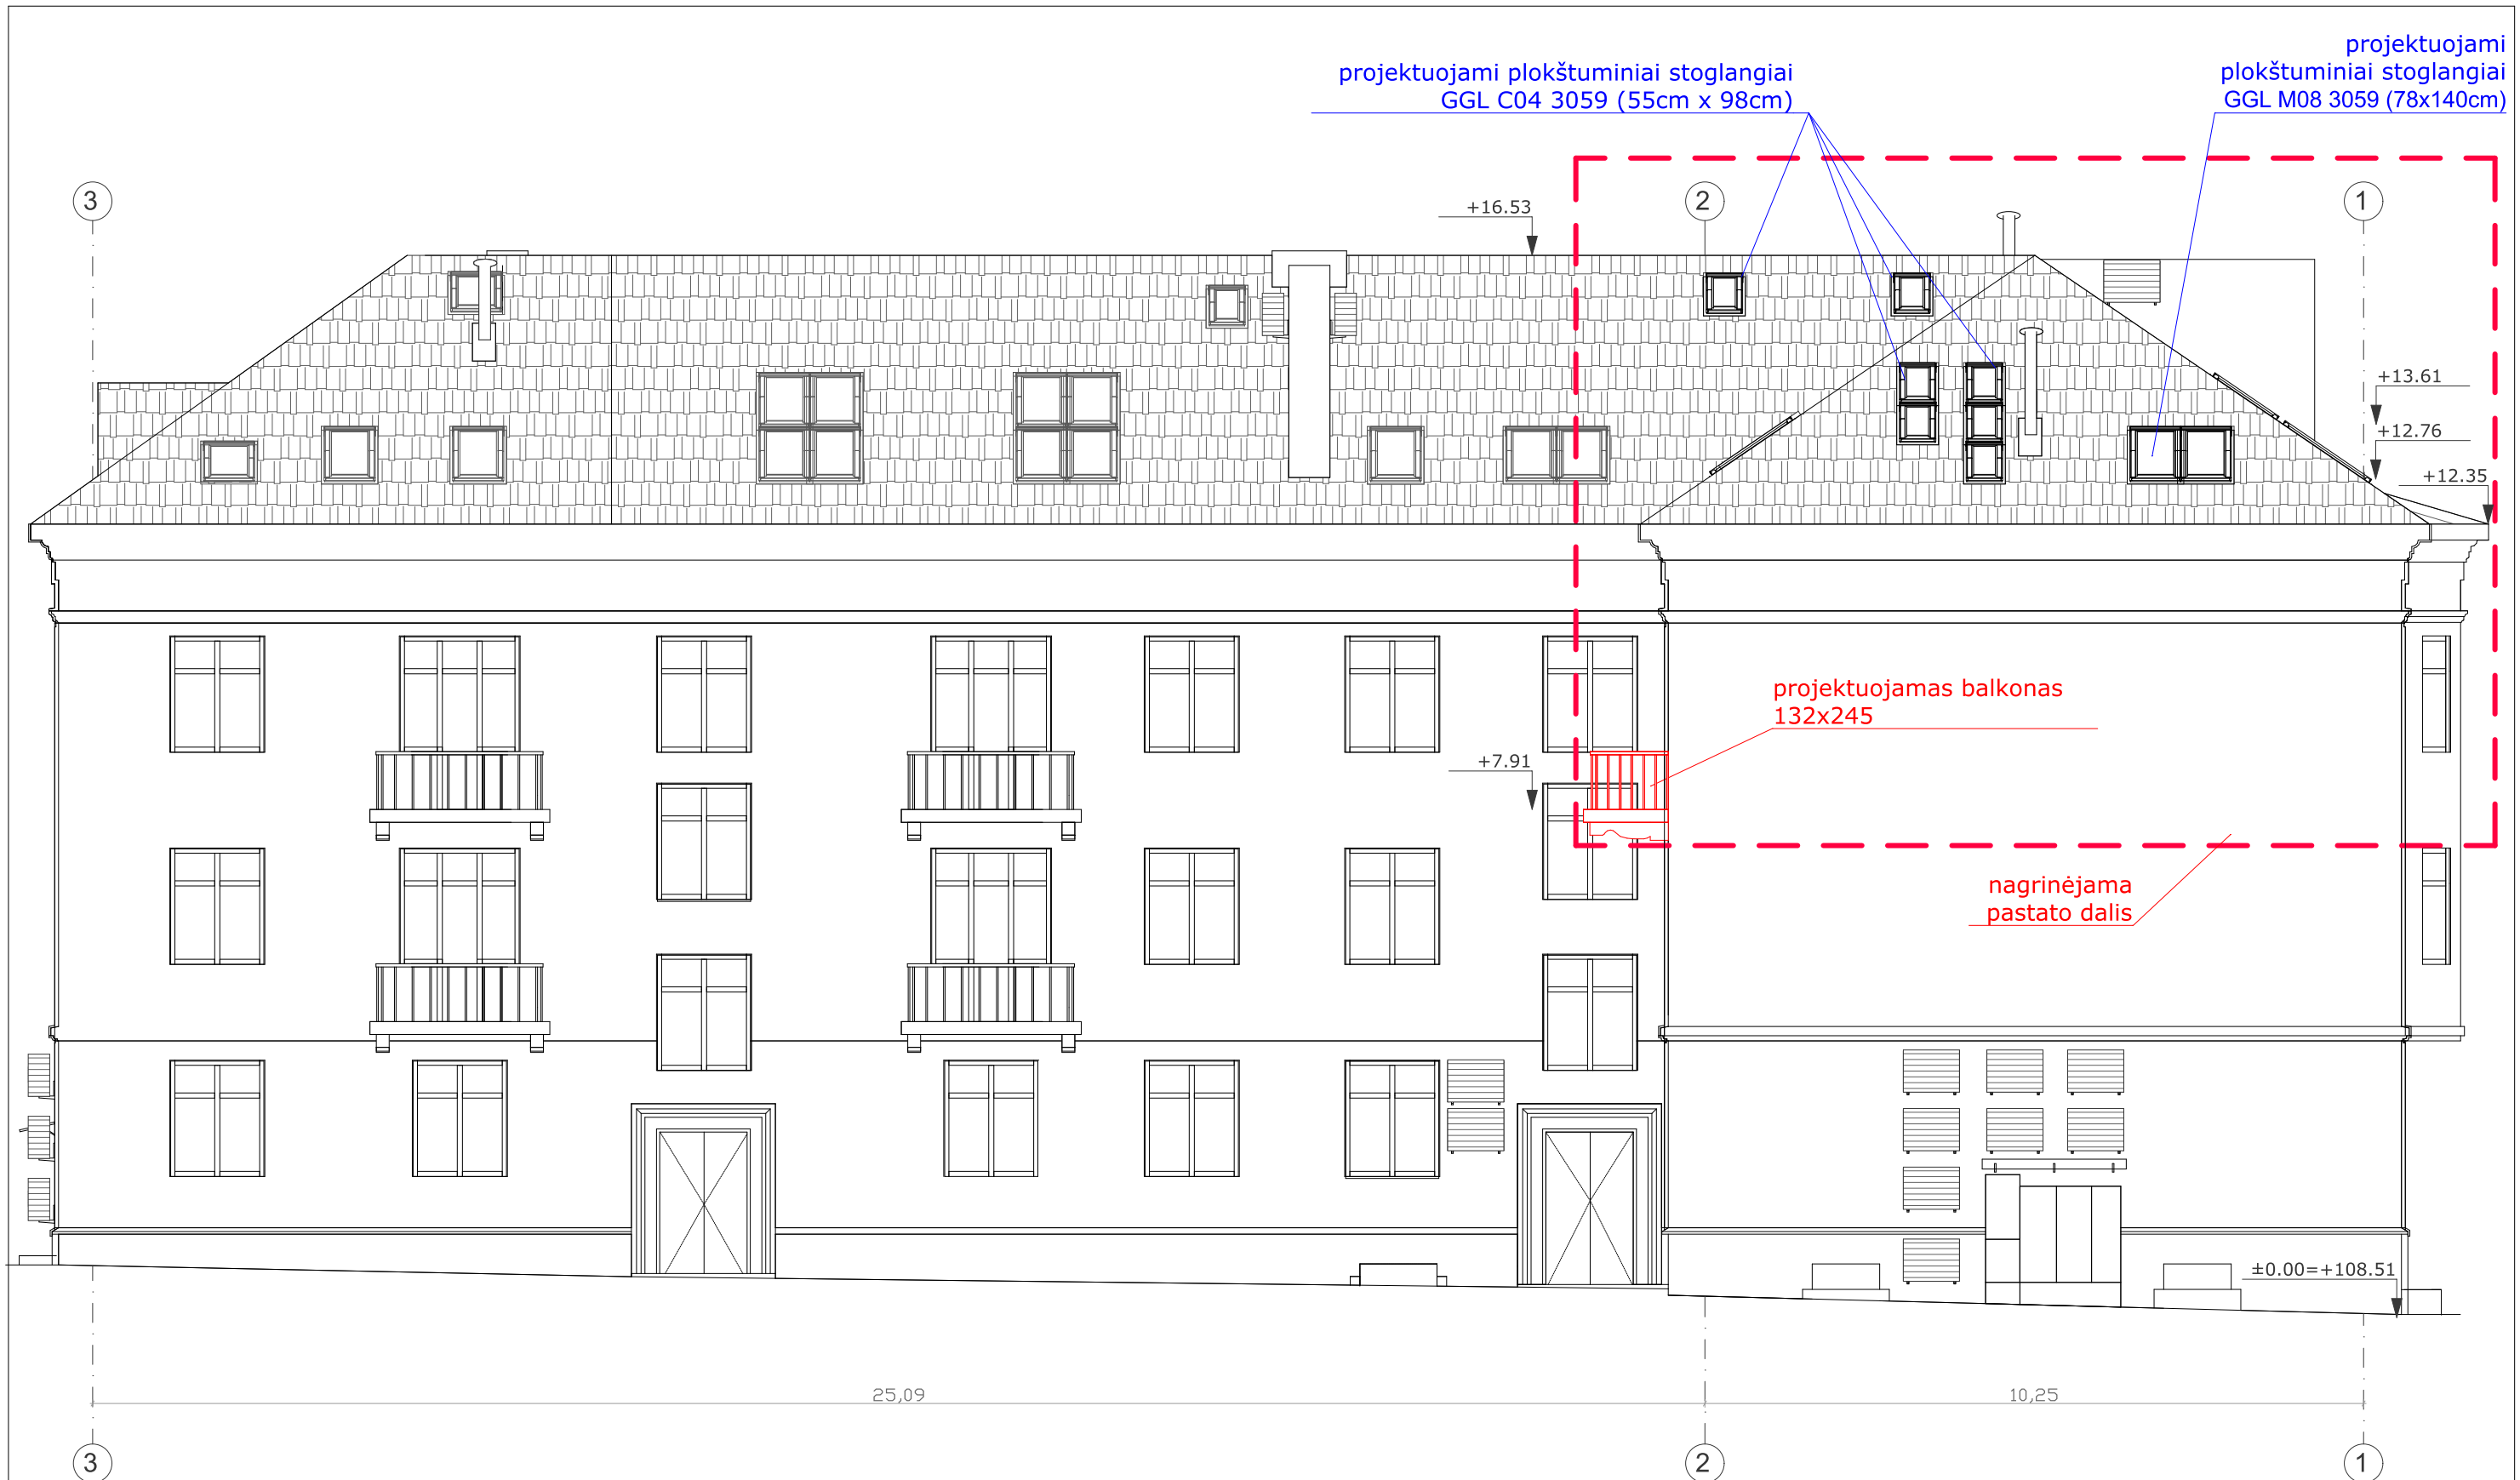 projektuojami
plokštuminiai stoglangiai
GGL M08 3059 (78x140cm)
projektuojami plokštuminiai stoglangiai
GGL C04 3059 (55cm x 98cm)
3
2
1
+16.53
+13.61
+12.76
+12.35
projektuojamas balkonas
132x245
+7.91
nagrinėjama
pastato dalis
±0.00=+108.51
25,09
10,25
3
2
1